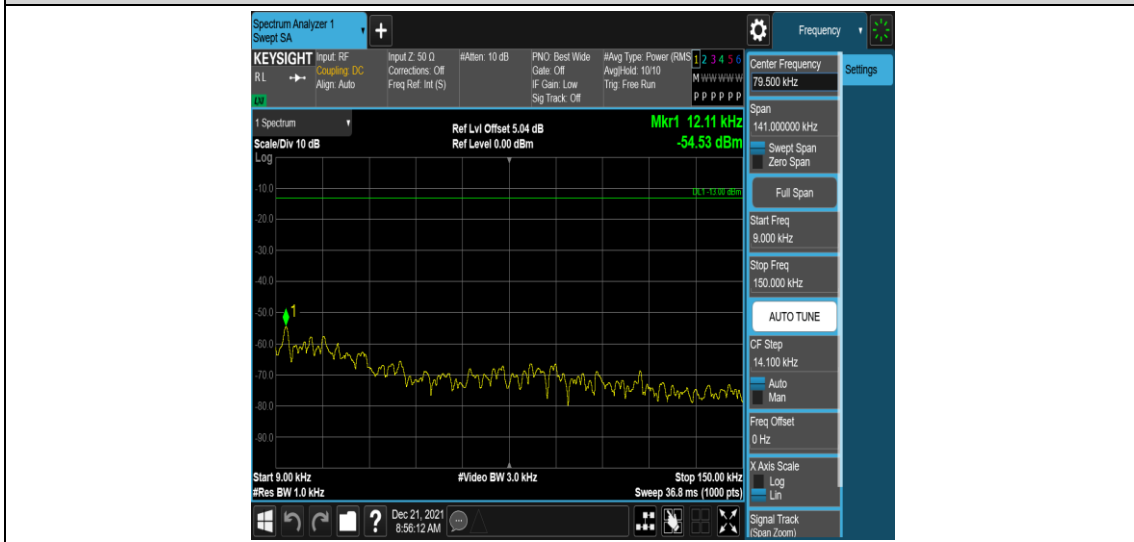 Spectrum Analyzer 1
Swept SA
+
Frequency
KEYSIGHT
RL
LXI
Input: RF
Coupling: DC
Align: Auto
Input Z: 50 Ω
Corrections: Off
Freq Ref: Int (S)
#Atten: 10 dB
PNO: Best Wide
Gate: Off
IF Gain: Low
Sig Track: Off
#Avg Type: Power (RMS
Avg|Hold: 10/10
Trig: Free Run
1 2 3 4 5 6
M W W W W W
P P P P P P
1 Spectrum
Scale/Div 10 dB
Ref Lvl Offset 5.04 dB
Ref Level 0.00 dBm
Mkr1 12.11 kHz
-54.53 dBm
Log
DL1 -13.00 dBm
-10.0
-20.0
-30.0
-40.0
-50.0
1
-60.0
-70.0
-80.0
-90.0
Start 9.00 kHz
#Video BW 3.0 kHz
Stop 150.00 kHz
#Res BW 1.0 kHz
Sweep 36.8 ms (1000 pts)
Center Frequency
79.500 kHz
Settings
Span
141.000000 kHz
Swept Span
Zero Span
Full Span
Start Freq
9.000 kHz
Stop Freq
150.000 kHz
AUTO TUNE
CF Step
14.100 kHz
Auto
Man
Freq Offset
0 Hz
X Axis Scale
Log
Lin
Signal Track
(Span Zoom)
?
Dec 21, 2021
8:56:12 AM